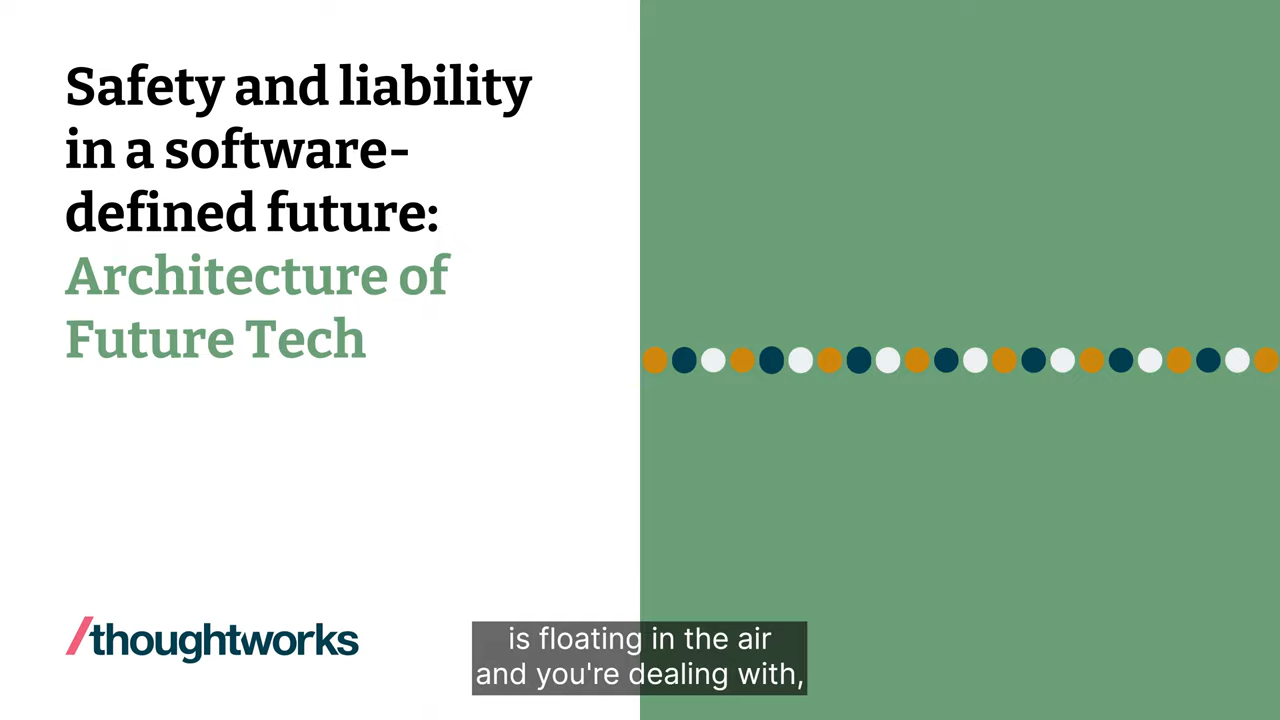 Safety and liability
in a software-
defined future:
Architecture of
Future Tech
/thoughtworks
is floating in the air
and you're dealing with,